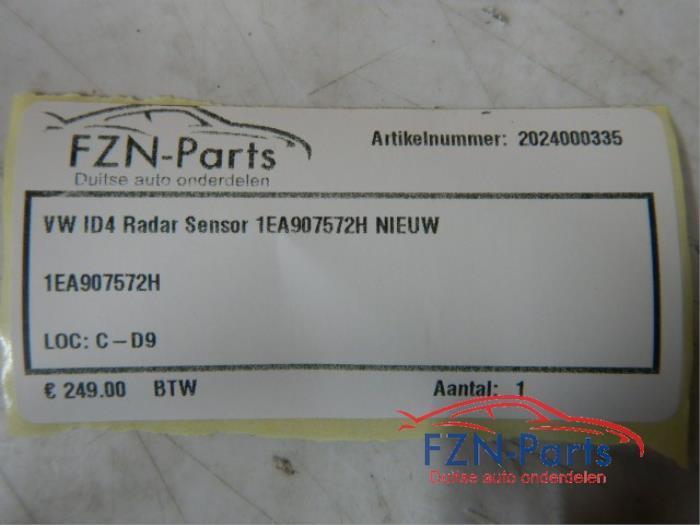 FZN-Parts
Duitse auto onderdelen
Artikelnummer: 2024000335
VW ID4 Radar Sensor 1EA907572H NIEUW
1EA907572H
LOC: C-D9
€ 249.00 BTW Aantal: 1
FZN-Parts
Duitse auto onderdelen